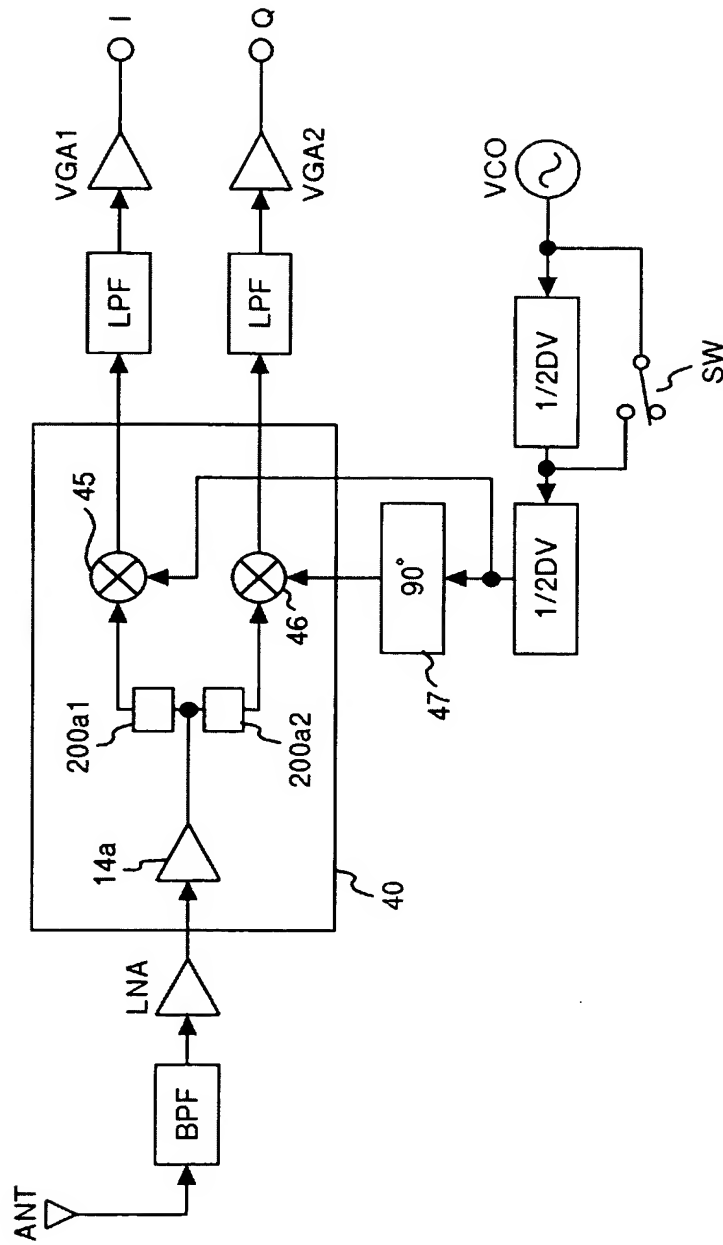 ANT
BPF
LNA
14a
40
200a1
200a2
45
46
90°
47
LPF
LPF
VGA1
VGA2
I
Q
VCO
1/2DV
1/2DV
SW